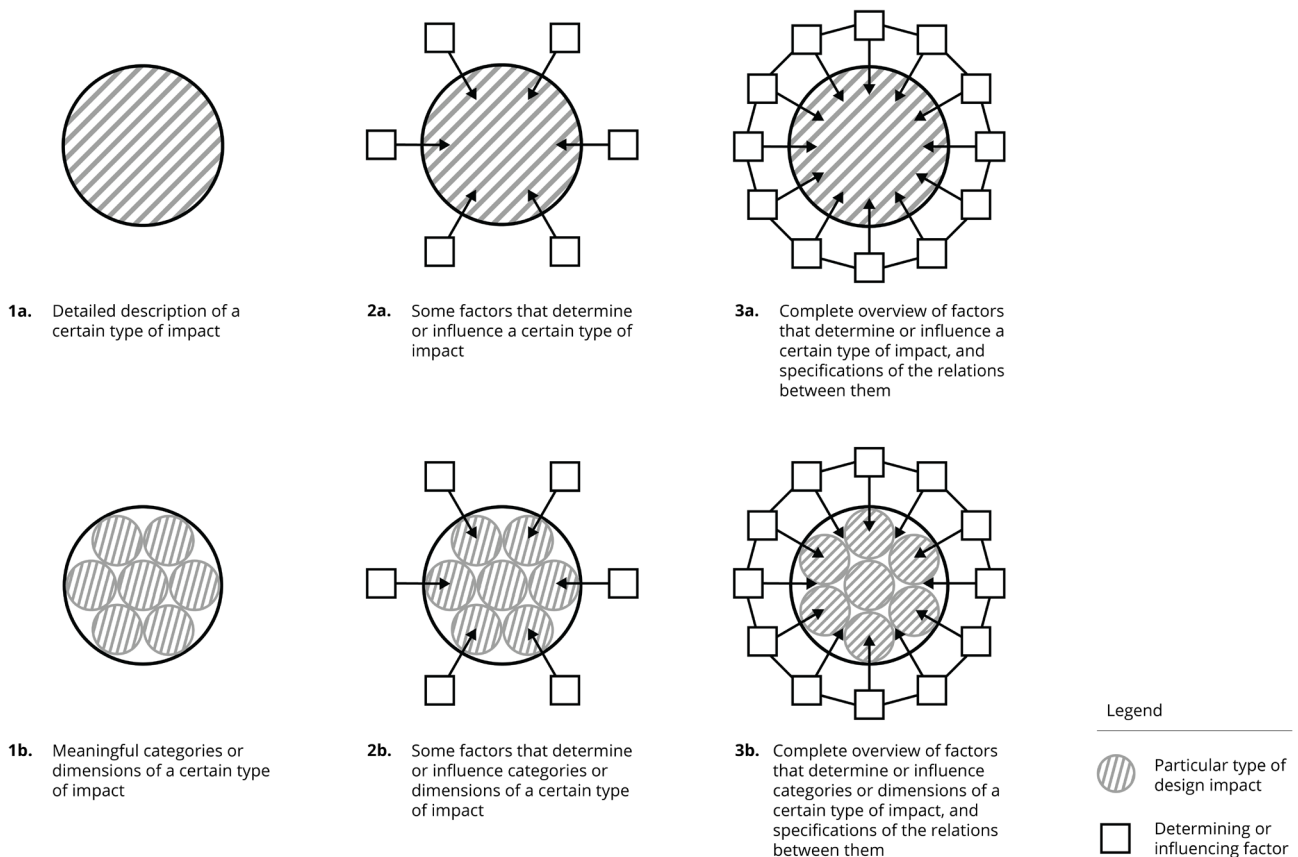 1a. Detailed description of a
certain type of impact
2a. Some factors that determine
or influence a certain type of
impact
3a. Complete overview of factors
that determine or influence a
certain type of impact, and
specifications of the relations
between them
1b. Meaningful categories or
dimensions of a certain type
of impact
2b. Some factors that determine
or influence categories or
dimensions of a certain type
of impact
3b. Complete overview of factors
that determine or influence
categories or dimensions of a
certain type of impact, and
specifications of the relations
between them
Legend
Particular type of
design impact
Determining or
influencing factor